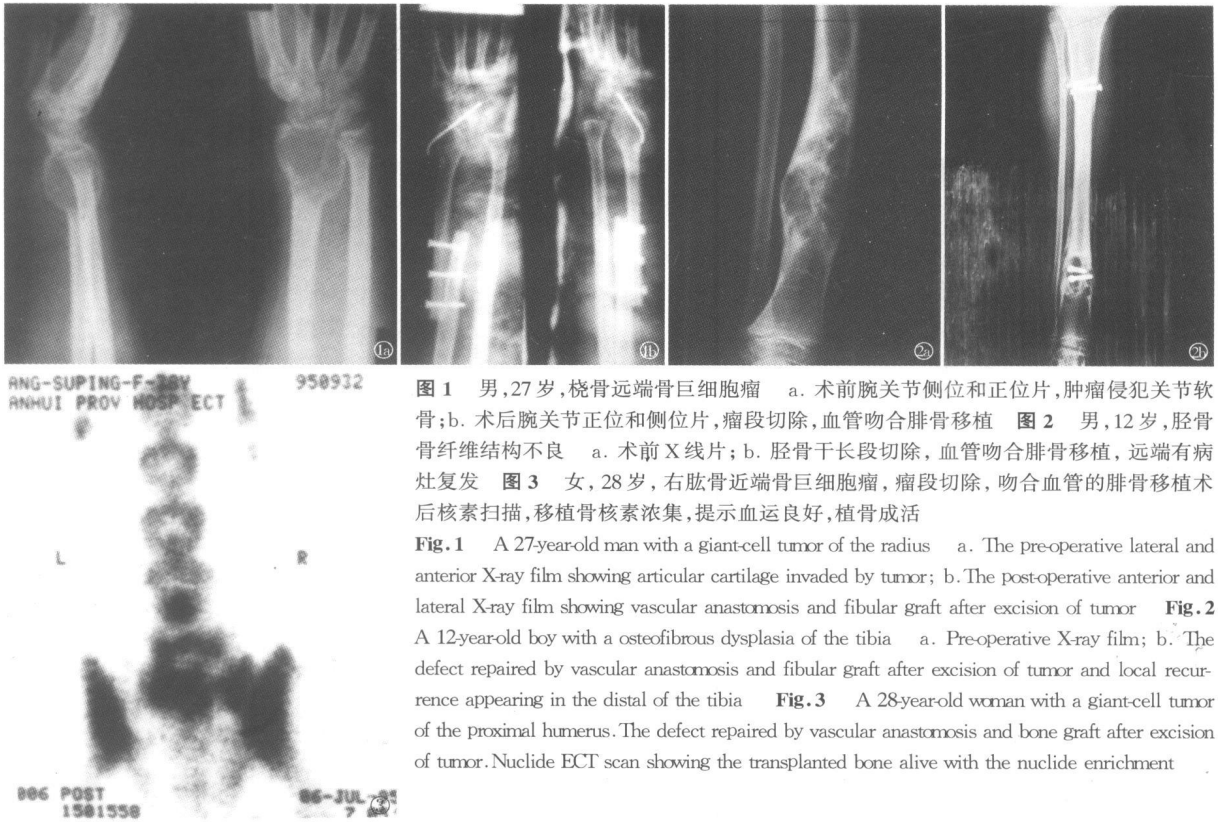 1a
1b
2a
2b
ANG-SUPING-F-28Y 950932
ANHUI PROV HOSP ECT
L R
006 POST 06-JUL-95
1501558 7
3
图1 男,27岁,桡骨远端骨巨细胞瘤 a. 术前腕关节侧位和正位片,肿瘤侵犯关节软
骨;b. 术后腕关节正位和侧位片,瘤段切除,血管吻合腓骨移植 图2 男,12岁,胫骨
骨纤维结构不良 a. 术前X线片; b. 胫骨干长段切除, 血管吻合腓骨移植, 远端有病
灶复发 图3 女, 28岁, 右肱骨近端骨巨细胞瘤, 瘤段切除, 吻合血管的腓骨移植术
后核素扫描,移植骨核素浓集,提示血运良好,植骨成活
Fig.1 A 27-year-old man with a giant-cell tumor of the radius a. The pre-operative lateral and
anterior X-ray film showing articular cartilage invaded by tumor; b. The post-operative anterior and
lateral X-ray film showing vascular anastomosis and fibular graft after excision of tumor Fig.2
A 12-year-old boy with a osteofibrous dysplasia of the tibia a. Pre-operative X-ray film; b. The
defect repaired by vascular anastomosis and fibular graft after excision of tumor and local recur-
rence appearing in the distal of the tibia Fig.3 A 28-year-old woman with a giant-cell tumor
of the proximal humerus. The defect repaired by vascular anastomosis and bone graft after excision
of tumor. Nuclide ECT scan showing the transplanted bone alive with the nuclide enrichment